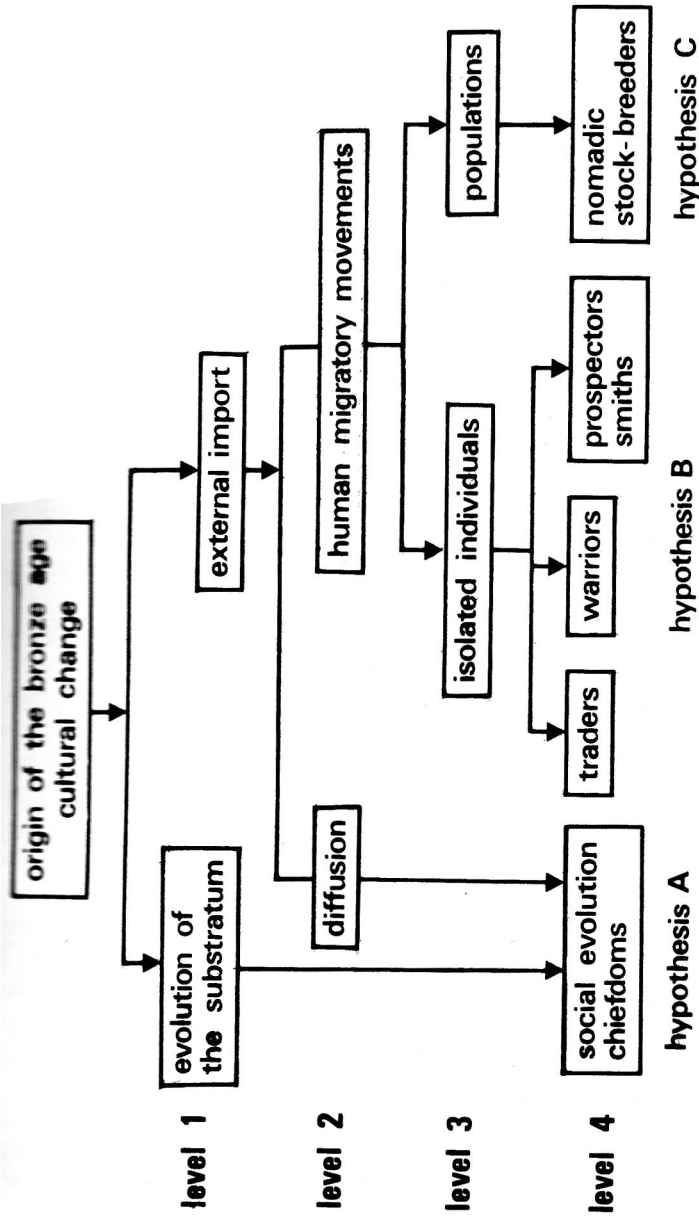 origin of the bronze age
cultural change
level 1
evolution of
the substratum
external import
level 2
diffusion
human migratory movements
level 3
isolated individuals
populations
level 4
social evolution
chiefdoms
traders
warriors
prospectors
smiths
nomadic
stock-breeders
hypothesis A
hypothesis B
hypothesis C